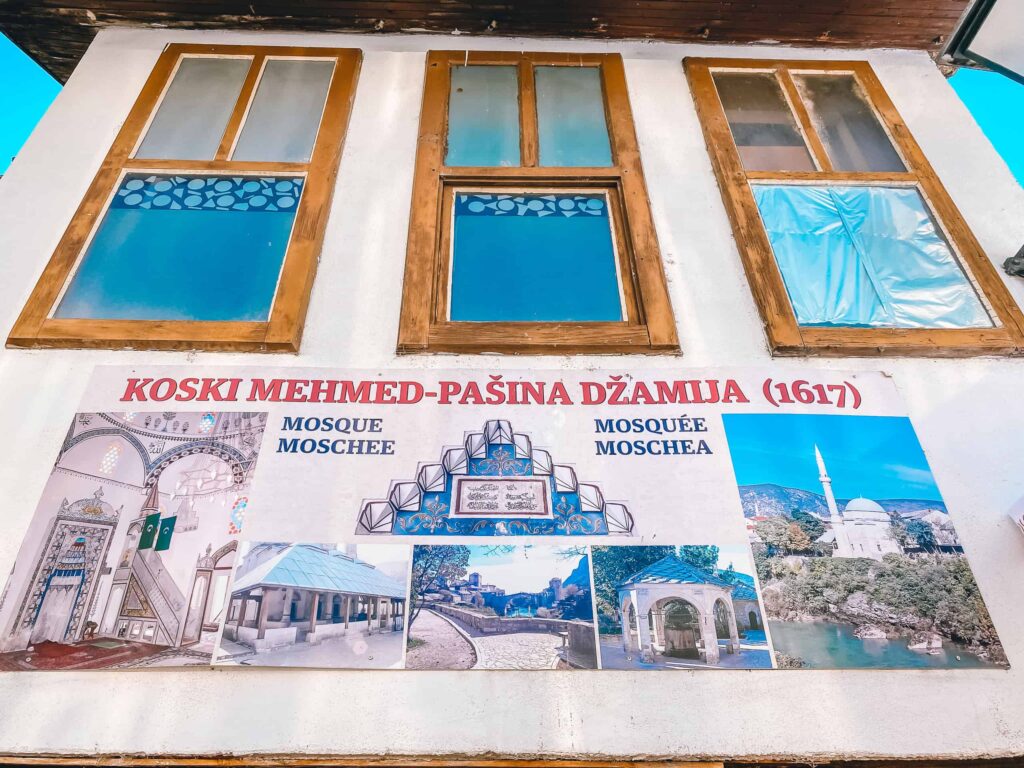 KOSKI MEHMED-PAŠINA DŽAMIJA (1617)
MOSQUE
MOSCHEE
MOSQUÉE
MOSCHEA